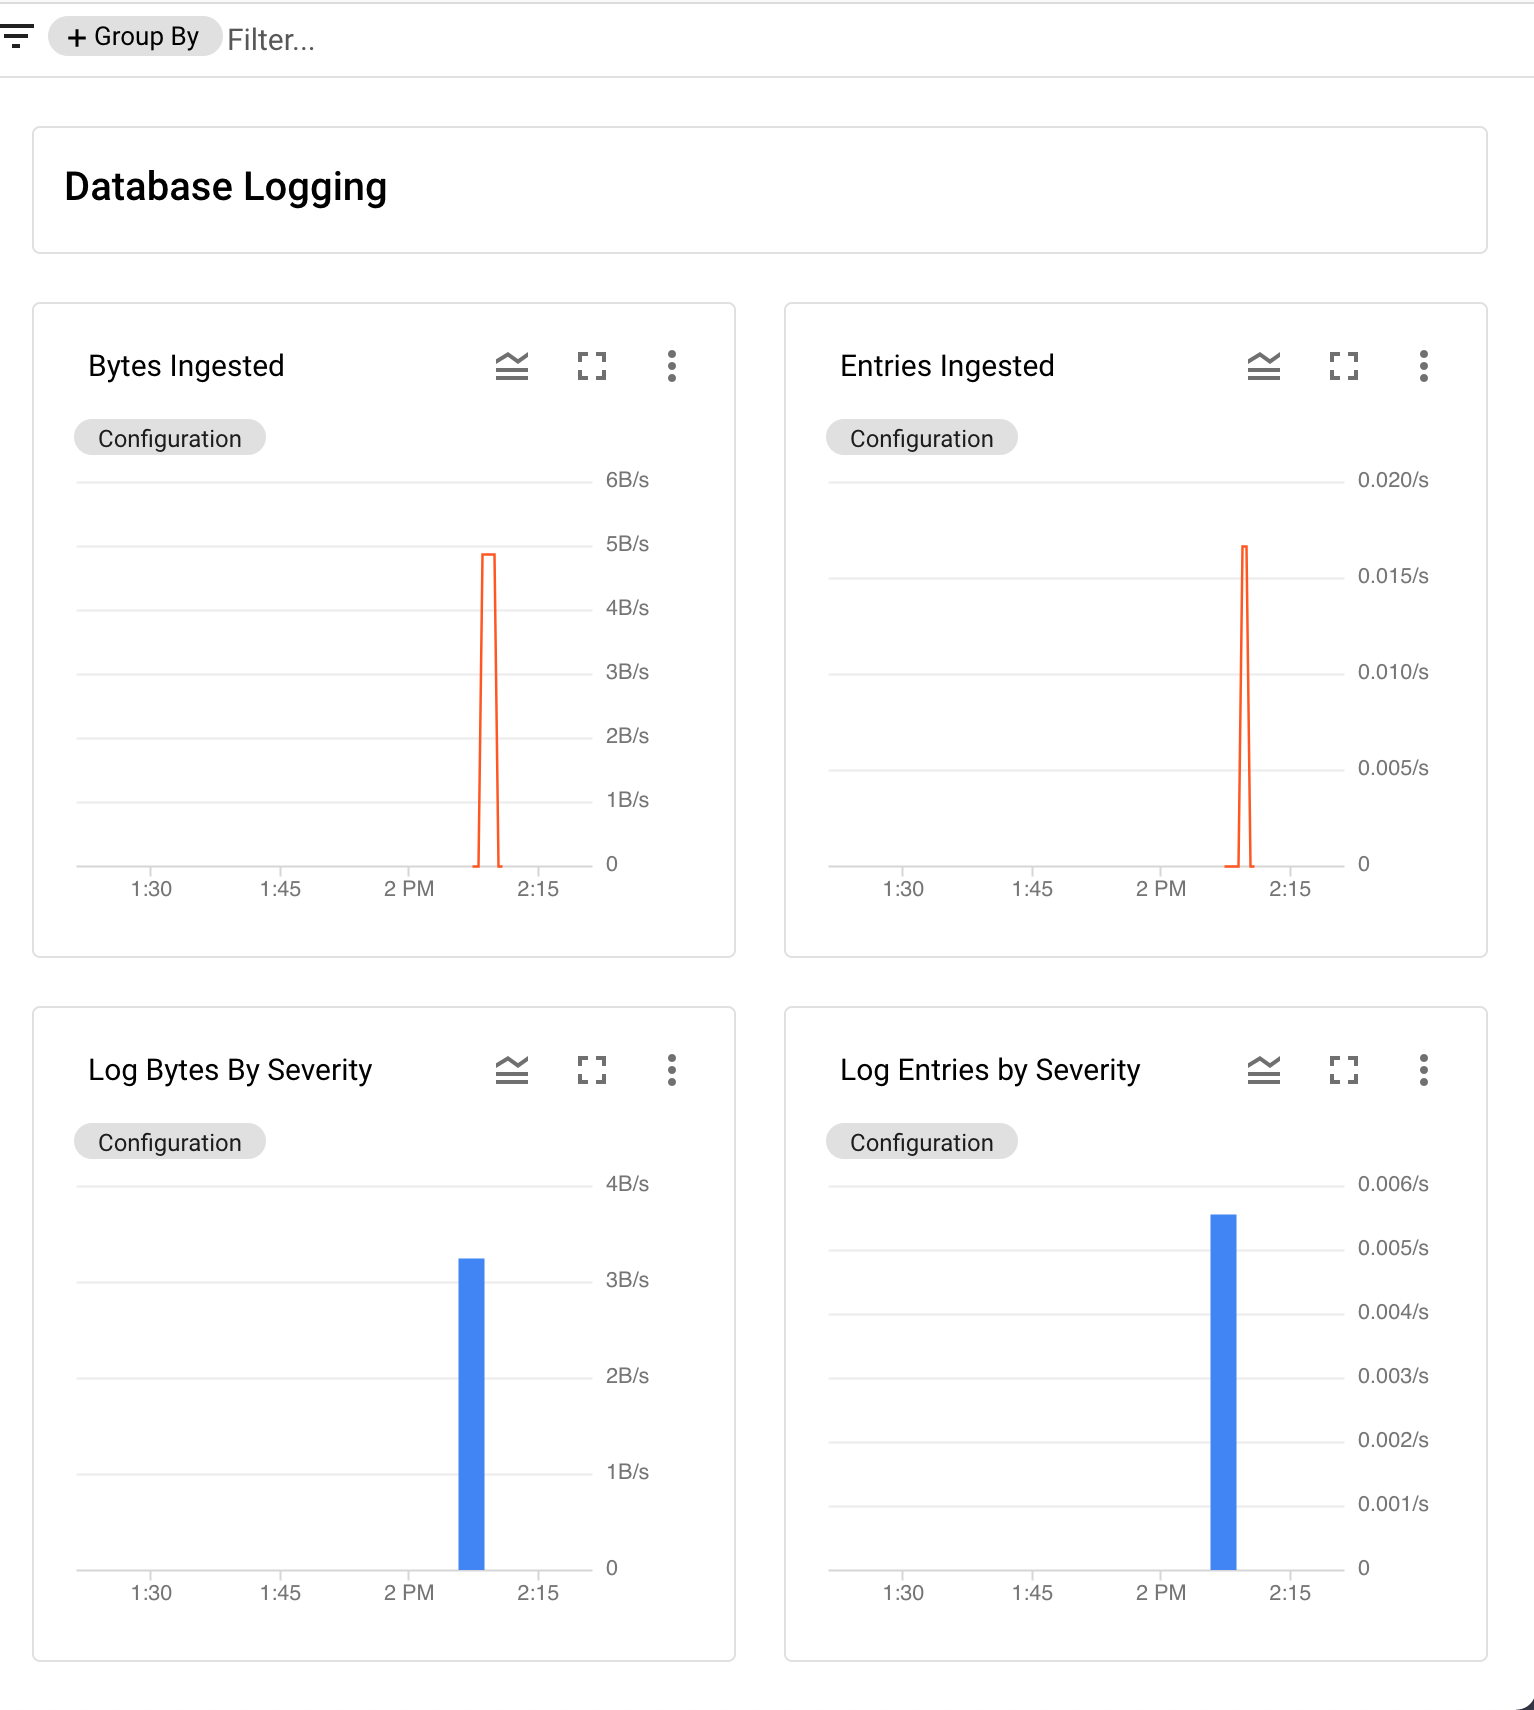 + Group By Filter...
Database Logging
Bytes Ingested
Configuration
6B/s
5B/s
4B/s
3B/s
2B/s
1B/s
0
1:30 1:45 2 PM 2:15
Entries Ingested
Configuration
0.020/s
0.015/s
0.010/s
0.005/s
0
1:30 1:45 2 PM 2:15
Log Bytes By Severity
Configuration
4B/s
3B/s
2B/s
1B/s
0
1:30 1:45 2 PM 2:15
Log Entries by Severity
Configuration
0.006/s
0.005/s
0.004/s
0.003/s
0.002/s
0.001/s
0
1:30 1:45 2 PM 2:15